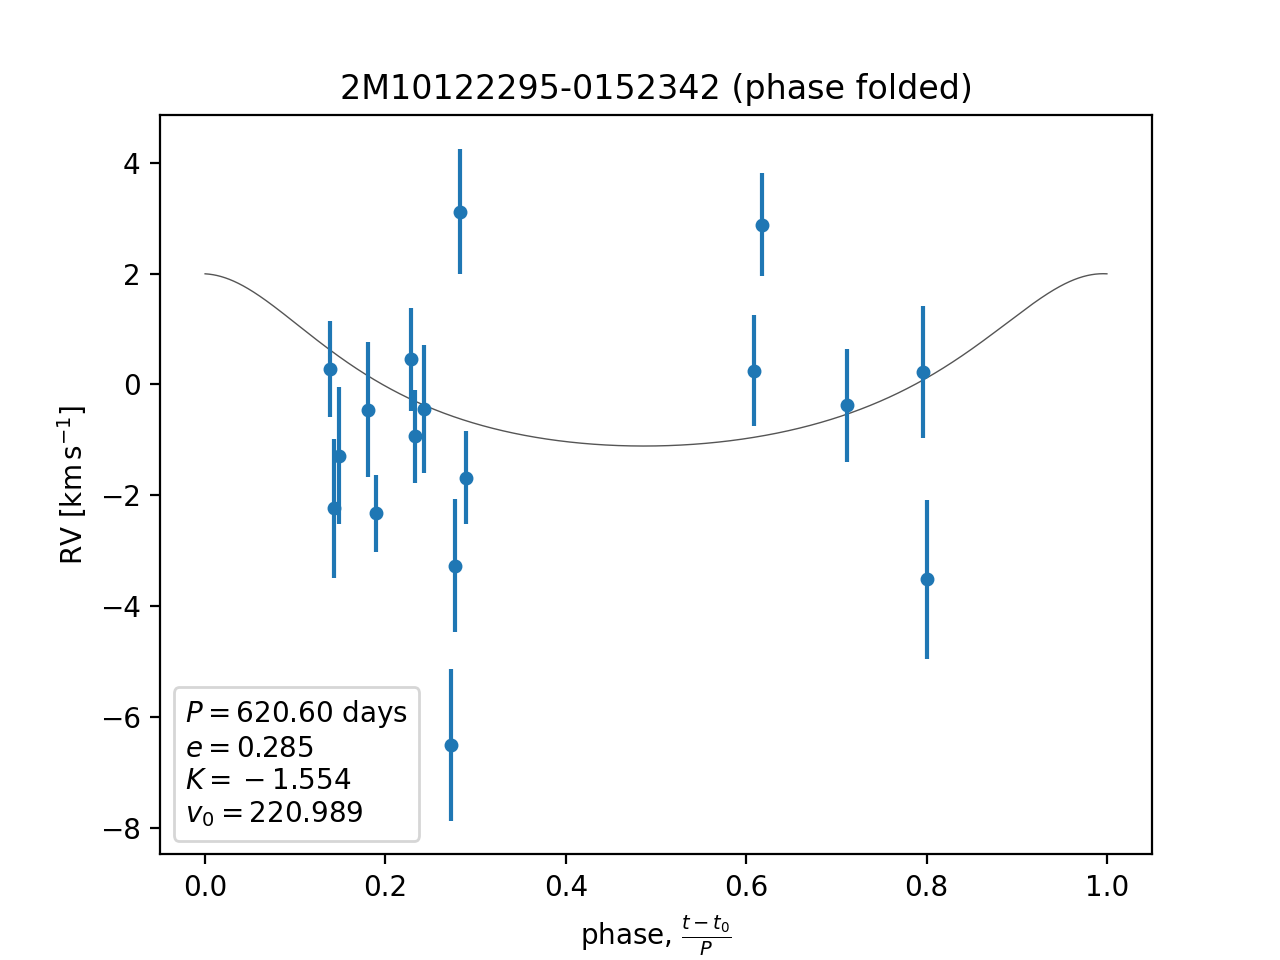 2M10122295-0152342 (phase folded)
4
2
0
−2
−4
−6
−8
RV [km s⁻¹]
P = 620.60 days
e = 0.285
K = −1.554
v₀ = 220.989
0.0 0.2 0.4 0.6 0.8 1.0
phase, (t − t₀)/P